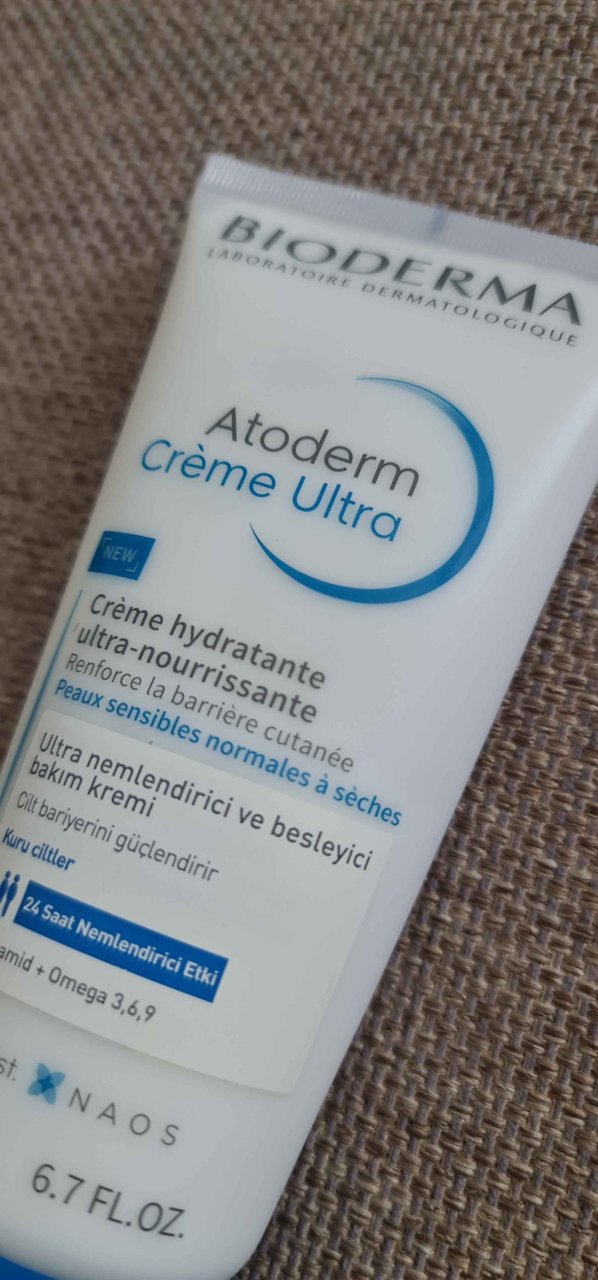 BIODERMA
LABORATOIRE DERMATOLOGIQUE
Atoderm
Crème Ultra
NEW
Crème hydratante
ultra-nourrissante
Renforce la barrière cutanée
Peaux sensibles normales à sèches
Ultra nemlendirici ve besleyici
bakım kremi
Cilt bariyerini güçlendirir
Kuru ciltler
24 Saat Nemlendirici Etki
+ Omega 3,6,9
NAOS
6.7 FL.OZ.